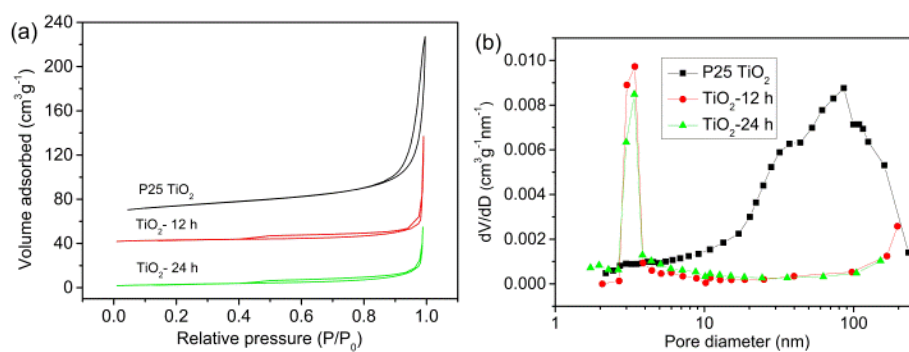 (a)
240
200
160
120
80
40
0
Volume adsorbed (cm³g⁻¹)
P25 TiO₂
TiO₂- 12 h
TiO₂- 24 h
0.0 0.2 0.4 0.6 0.8 1.0
Relative pressure (P/P₀)
(b)
0.010
0.008
0.006
0.004
0.002
0.000
dV/dD (cm³g⁻¹nm⁻¹)
P25 TiO₂
TiO₂-12 h
TiO₂-24 h
1 10 100
Pore diameter (nm)